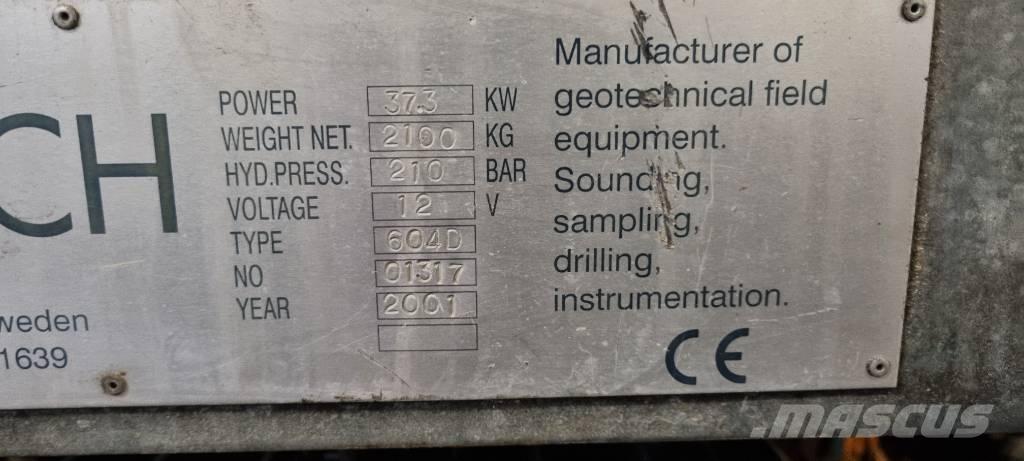 CH
weden
1639
POWER 37.3 KW
WEIGHT NET. 2100 KG
HYD.PRESS. 210 BAR
VOLTAGE 12 V
TYPE 604D
NO 01317
YEAR 2001
Manufacturer of
geotechnical field
equipment.
Sounding,
sampling,
drilling,
instrumentation.
CE
MASCUS